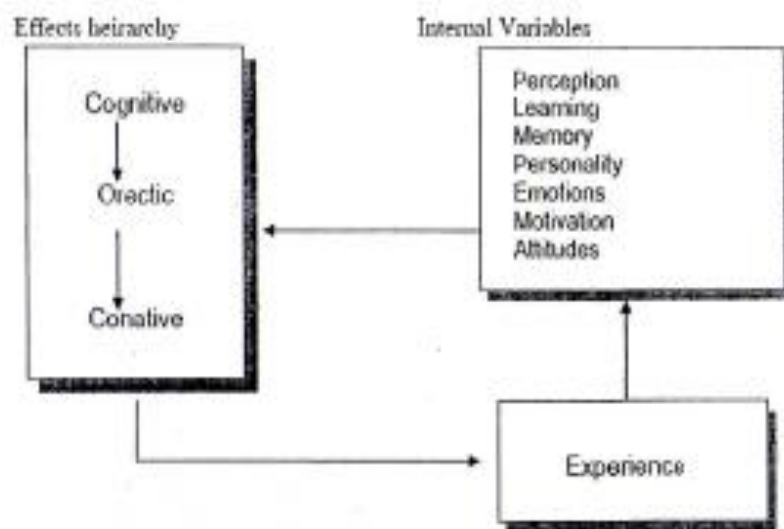 Effects heirarchy
Cognitive
Orectic
Conative
Internal Variables
Perception
Learning
Memory
Personality
Emotions
Motivation
Attitudes
Experience